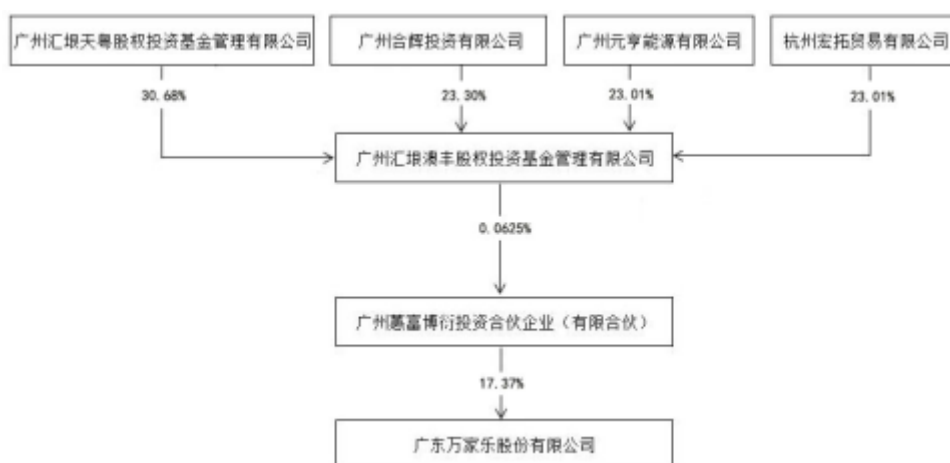 广州汇垠天粤股权投资基金管理有限公司
广州合辉投资有限公司
广州元亨能源有限公司
杭州宏拓贸易有限公司
30.68%
23.30%
23.01%
23.01%
广州汇垠澳丰股权投资基金管理有限公司
0.0625%
广州蕙富博衍投资合伙企业（有限合伙）
17.37%
广东万家乐股份有限公司